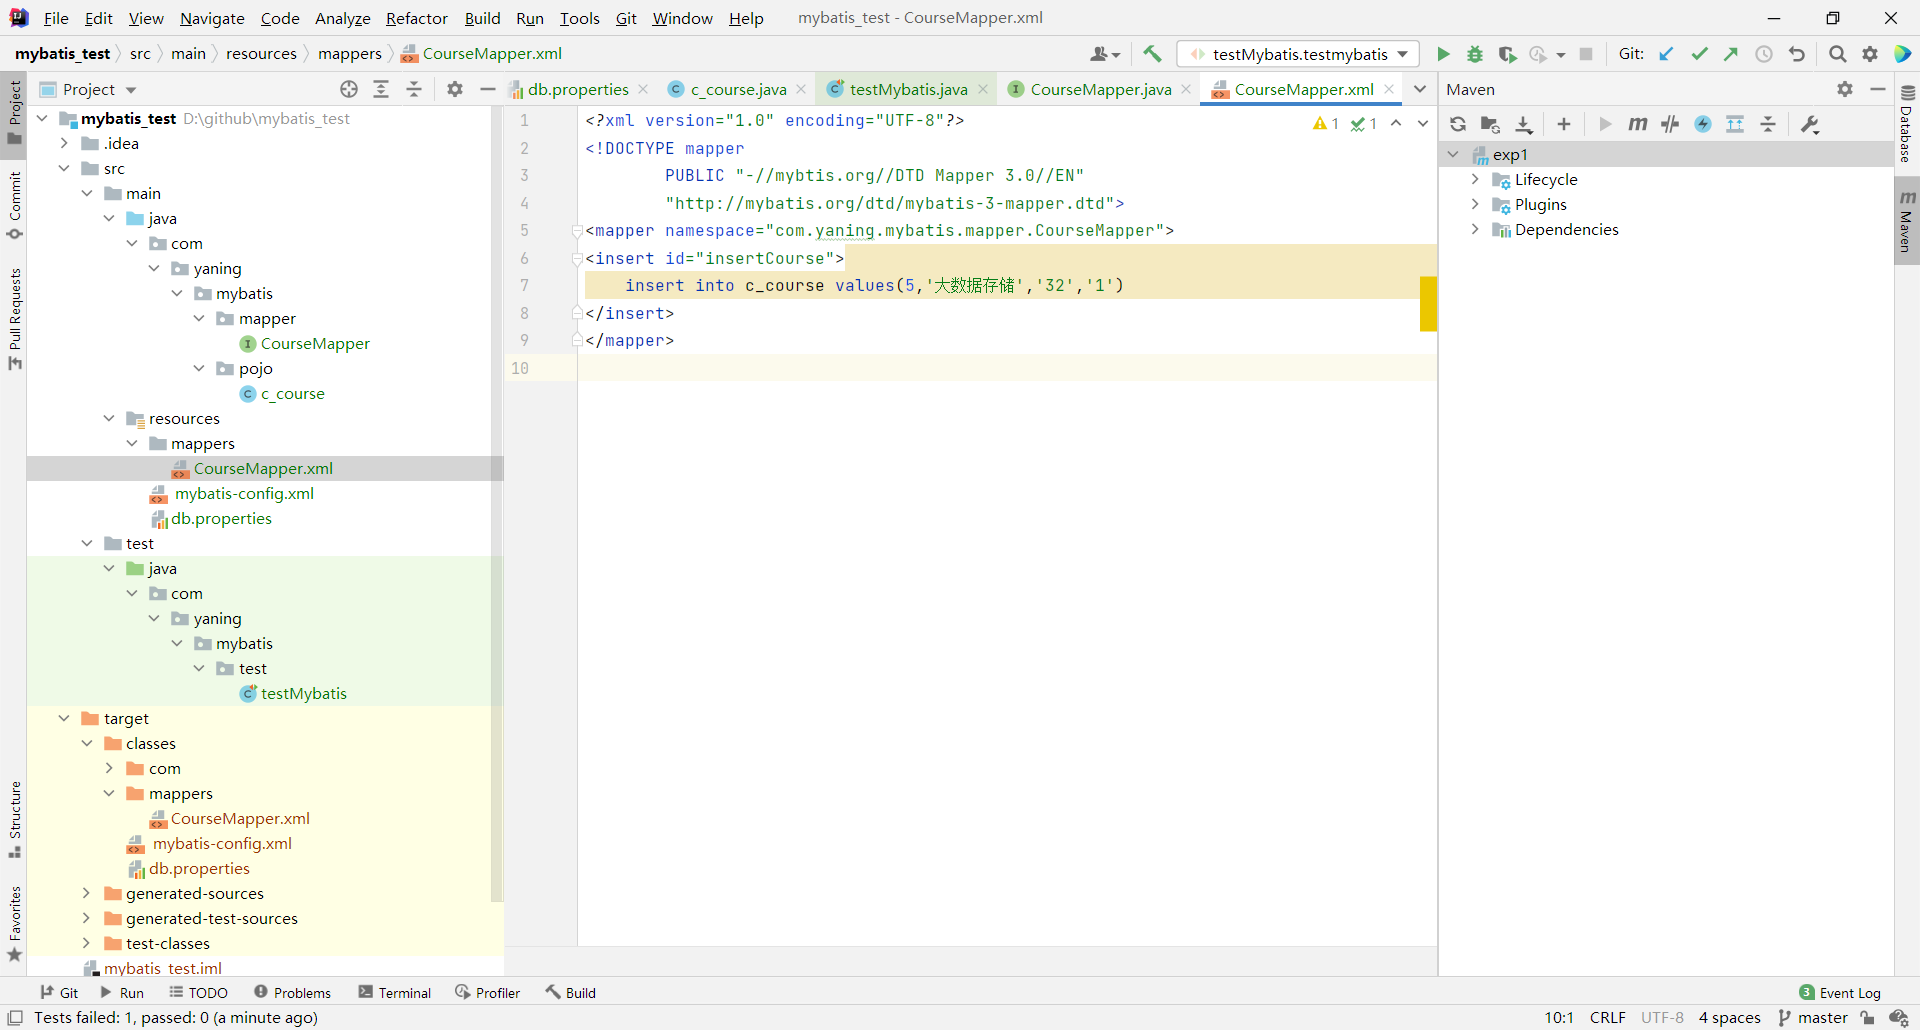 File Edit View Navigate Code Analyze Refactor Build Run Tools Git Window Help mybatis_test - CourseMapper.xml
mybatis_test src main resources mappers CourseMapper.xml testMybatis.testmybatis Git:
Project
db.properties c_course.java testMybatis.java CourseMapper.java CourseMapper.xml
Maven
mybatis_test D:\github\mybatis_test
.idea
src
main
java
com
yaning
mybatis
mapper
CourseMapper
pojo
c_course
resources
mappers
CourseMapper.xml
mybatis-config.xml
db.properties
test
java
com
yaning
mybatis
test
testMybatis
target
classes
com
mappers
CourseMapper.xml
mybatis-config.xml
db.properties
generated-sources
generated-test-sources
test-classes
mybatis_test.iml
1 <?xml version="1.0" encoding="UTF-8"?>
2 <!DOCTYPE mapper
3 PUBLIC "-//mybtis.org//DTD Mapper 3.0//EN"
4 "http://mybatis.org/dtd/mybatis-3-mapper.dtd">
5 <mapper namespace="com.yaning.mybatis.mapper.CourseMapper">
6 <insert id="insertCourse">
7 insert into c_course values(5,'大数据存储','32','1')
8 </insert>
9 </mapper>
10
1 1
exp1
Lifecycle
Plugins
Dependencies
Project
Commit
Pull Requests
Structure
Favorites
Database
m Maven
Git Run TODO Problems Terminal Profiler Build 3 Event Log
Tests failed: 1, passed: 0 (a minute ago) 10:1 CRLF UTF-8 4 spaces master